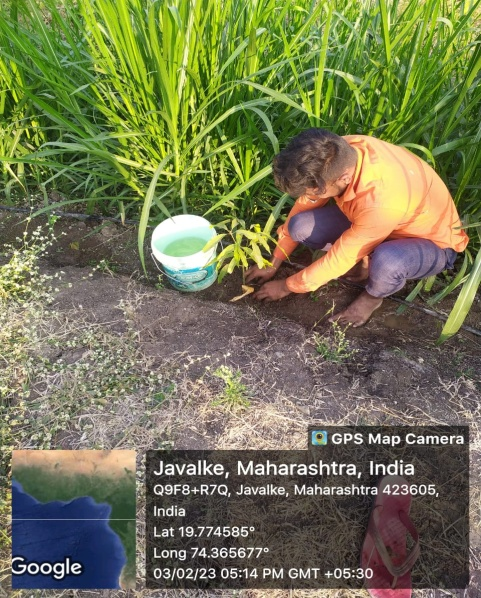 GPS Map Camera
Javalke, Maharashtra, India
Q9F8+R7Q, Javalke, Maharashtra 423605,
India
Lat 19.774585°
Long 74.365677°
03/02/23 05:14 PM GMT +05:30
Google